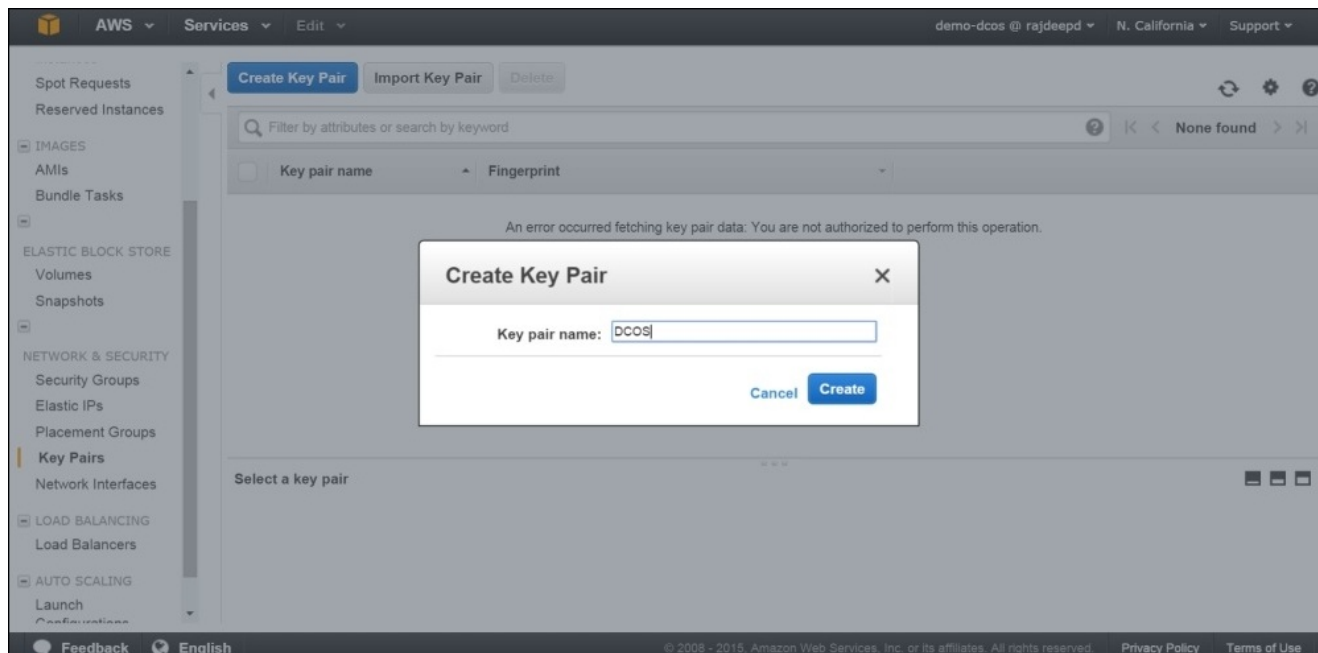 AWS Services Edit demo-dcos @ rajdeepd N. California Support
Spot Requests
Reserved Instances
IMAGES
AMIs
Bundle Tasks
ELASTIC BLOCK STORE
Volumes
Snapshots
NETWORK & SECURITY
Security Groups
Elastic IPs
Placement Groups
Key Pairs
Network Interfaces
LOAD BALANCING
Load Balancers
AUTO SCALING
Launch
Configurations
Create Key Pair Import Key Pair Delete
Filter by attributes or search by keyword
None found
Key pair name Fingerprint
An error occurred fetching key pair data: You are not authorized to perform this operation.
Create Key Pair
Key pair name: DCOS
Cancel Create
Select a key pair
Feedback English © 2008 - 2015, Amazon Web Services, Inc. or its affiliates. All rights reserved. Privacy Policy Terms of Use